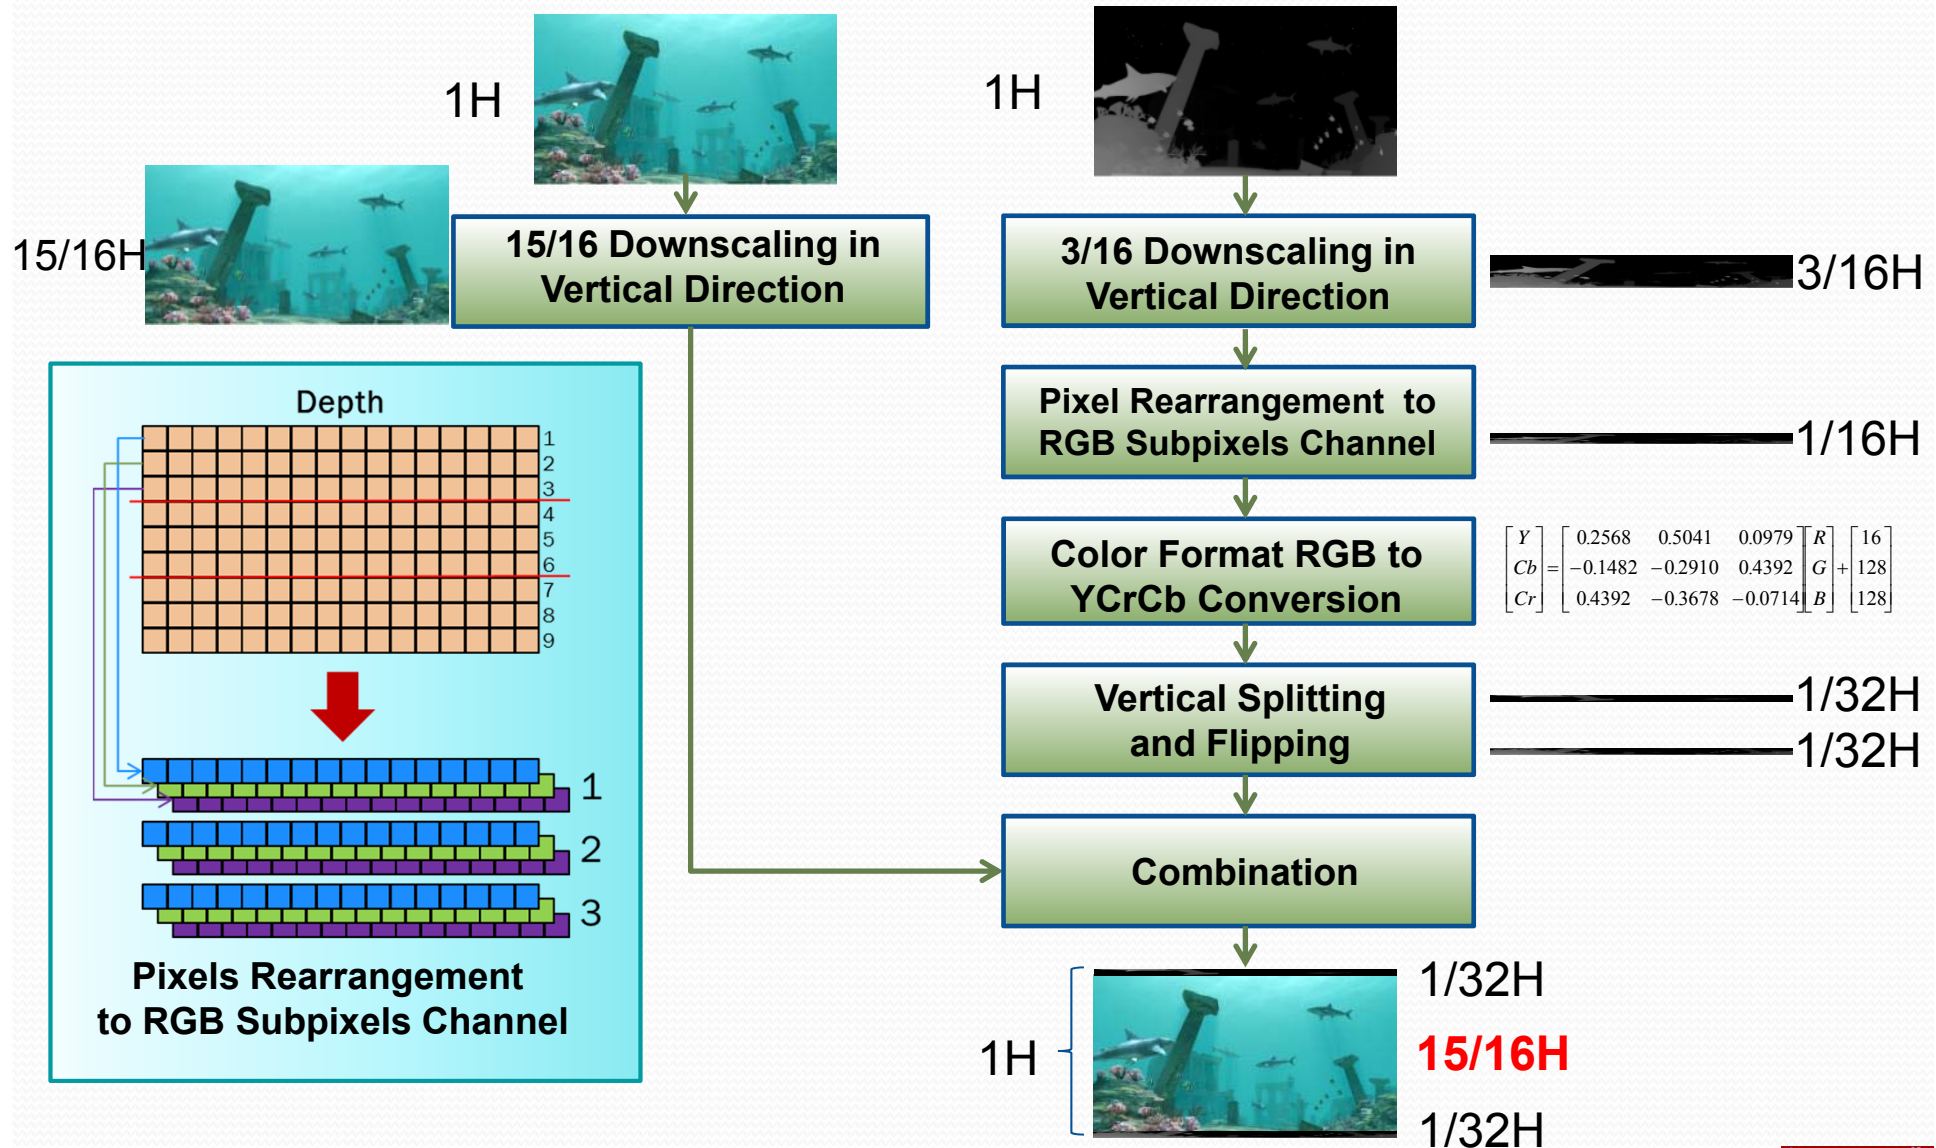 1H
1H
15/16H
15/16 Downscaling in
Vertical Direction
3/16 Downscaling in
Vertical Direction
3/16H
Pixel Rearrangement to
RGB Subpixels Channel
1/16H
Color Format RGB to
YCrCb Conversion
[Y] = [0.2568 0.5041 0.0979] [R] + [16]
[Cb] = [−0.1482 −0.2910 0.4392] [G] + [128]
[Cr] = [0.4392 −0.3678 −0.0714] [B] + [128]
Vertical Splitting
and Flipping
1/32H
1/32H
Combination
1/32H
1H
15/16H
1/32H
Depth
1
2
3
4
5
6
7
8
9
1
2
3
Pixels Rearrangement
to RGB Subpixels Channel